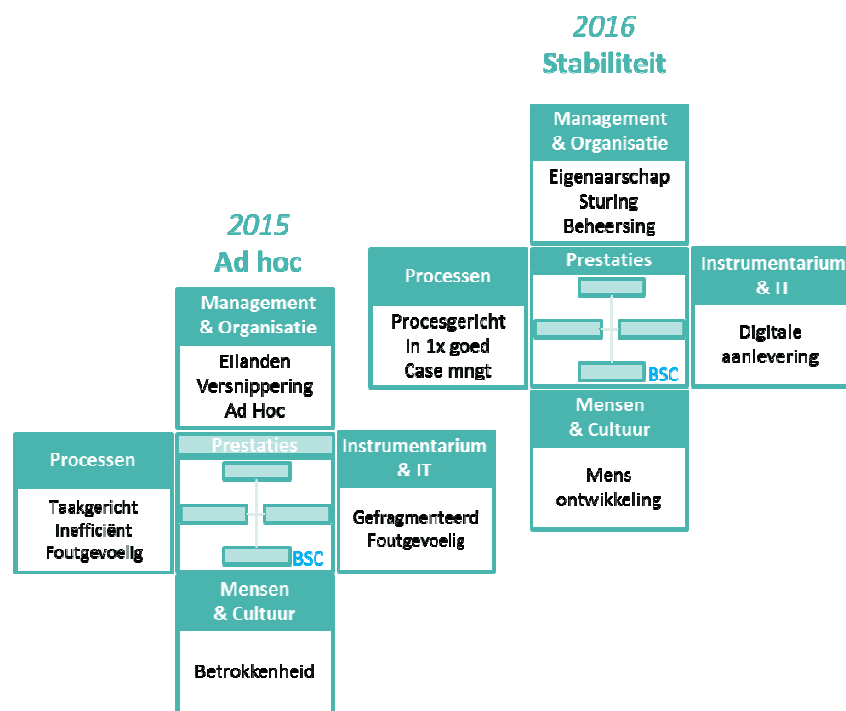 2016
Stabiliteit
Management
& Organisatie
Eigenaarschap
Sturing
Beheersing
Processen
Procesgericht
In 1x goed
Case mngt
Prestaties
BSC
Instrumentarium
& IT
Digitale
aanlevering
Mensen
& Cultuur
Mens
ontwikkeling
2015
Ad hoc
Management
& Organisatie
Eilanden
Versnippering
Ad Hoc
Processen
Taakgericht
Inefficiënt
Foutgevoelig
Prestaties
BSC
Instrumentarium
& IT
Gefragmenteerd
Foutgevoelig
Mensen
& Cultuur
Betrokkenheid